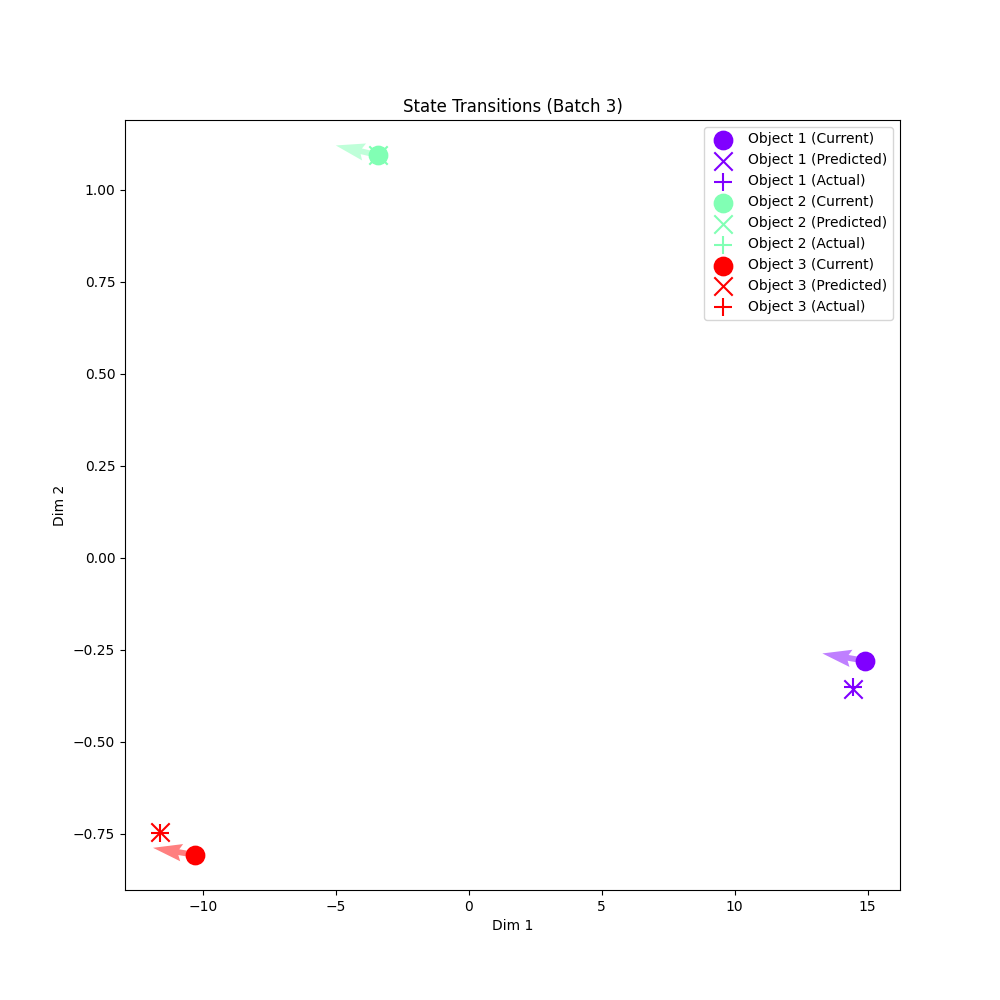 State Transitions (Batch 3)
Object 1 (Current)
Object 1 (Predicted)
Object 1 (Actual)
Object 2 (Current)
Object 2 (Predicted)
Object 2 (Actual)
Object 3 (Current)
Object 3 (Predicted)
Object 3 (Actual)
1.00
0.75
0.50
0.25
0.00
−0.25
−0.50
−0.75
Dim 2
−10 −5 0 5 10 15
Dim 1